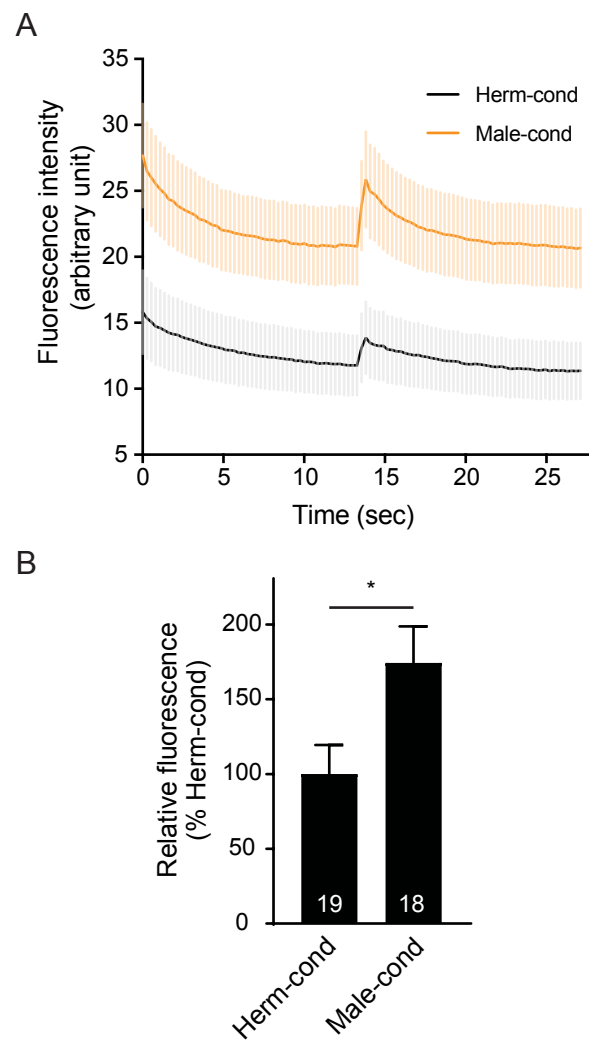 A
Fluorescence intensity
(arbitrary unit)
35
30
25
20
15
10
5
Herm-cond
Male-cond
0
5
10
15
20
25
Time (sec)
B
Relative fluorescence
(% Herm-cond)
200
150
100
50
0
*
19
18
Herm-cond
Male-cond